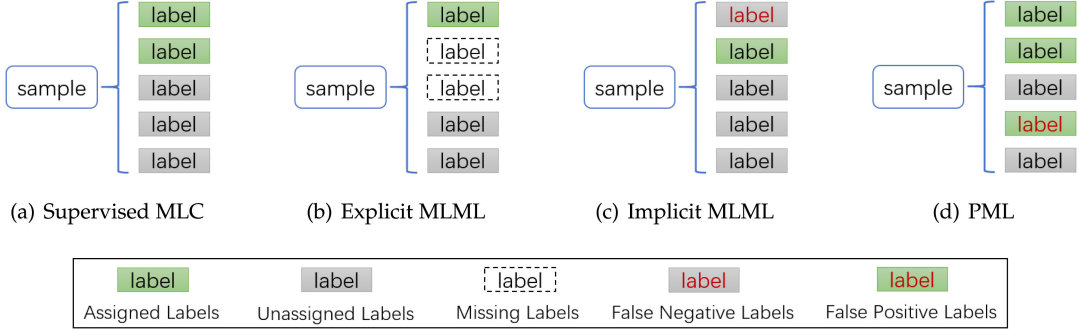 label
label
sample
label
label
label
(a) Supervised MLC
label
label
sample
label
label
label
(b) Explicit MLML
label
label
sample
label
label
label
(c) Implicit MLML
label
label
sample
label
label
label
(d) PML
label
Assigned Labels
label
Unassigned Labels
label
Missing Labels
label
False Negative Labels
label
False Positive Labels